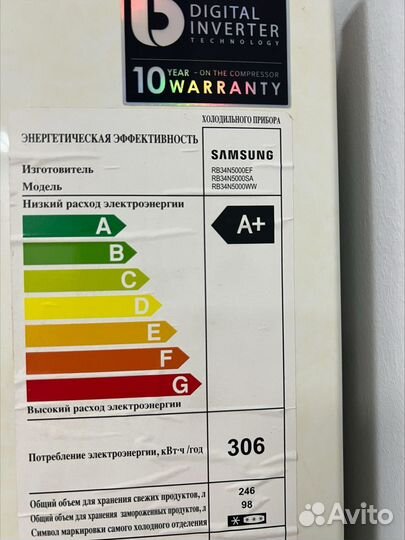 DIGITAL
INVERTER
TECHNOLOGY
10 YEAR - ON THE COMPRESSOR
WARRANTY
ЭНЕРГЕТИЧЕСКАЯ ЭФФЕКТИВНОСТЬ
ХОЛОДИЛЬНОГО ПРИБОРА
Изготовитель
Модель
SAMSUNG
RB34N5000EF
RB34N5000SA
RB34N5000WW
Низкий расход электроэнергии
A
B
C
D
E
F
G
A+
Высокий расход электроэнергии
Потребление электроэнергии, кВт·ч /год
306
Общий объем для хранения свежих продуктов, л
246
Общий объем для хранения замороженных продуктов, л
98
Символ маркировки самого холодного отделения
Avito